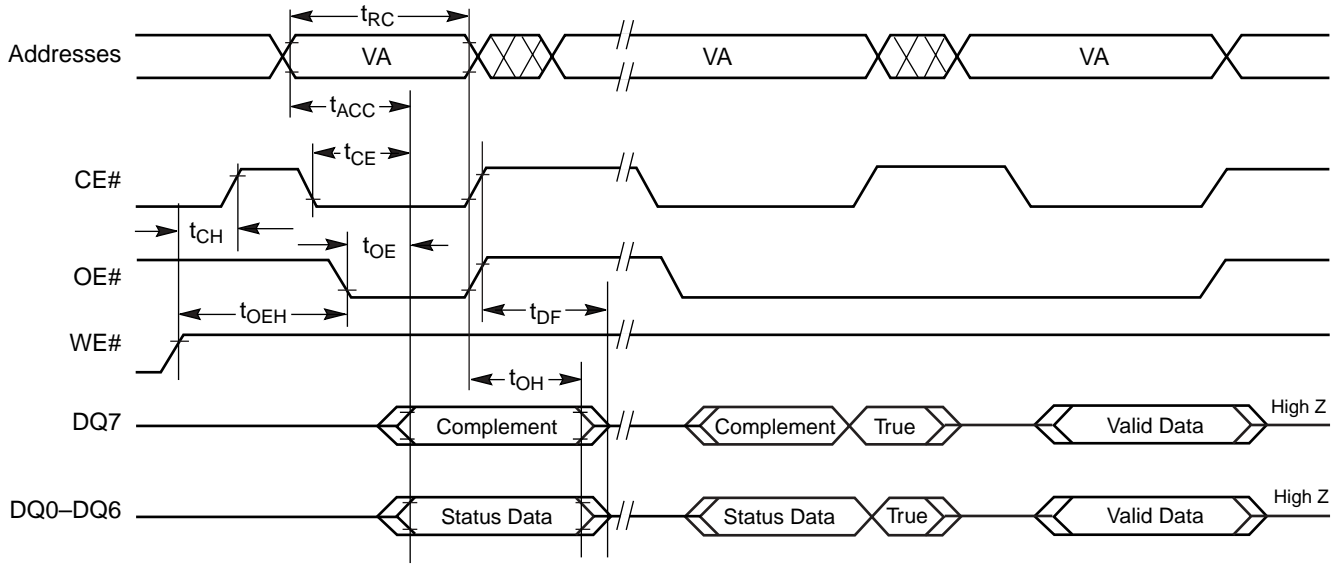 tRC
Addresses VA VA VA
tACC
tCE
CE#
tCH tOE
OE#
tOEH tDF
WE#
tOH
DQ7 Complement Complement True Valid Data High Z
DQ0–DQ6 Status Data Status Data True Valid Data High Z